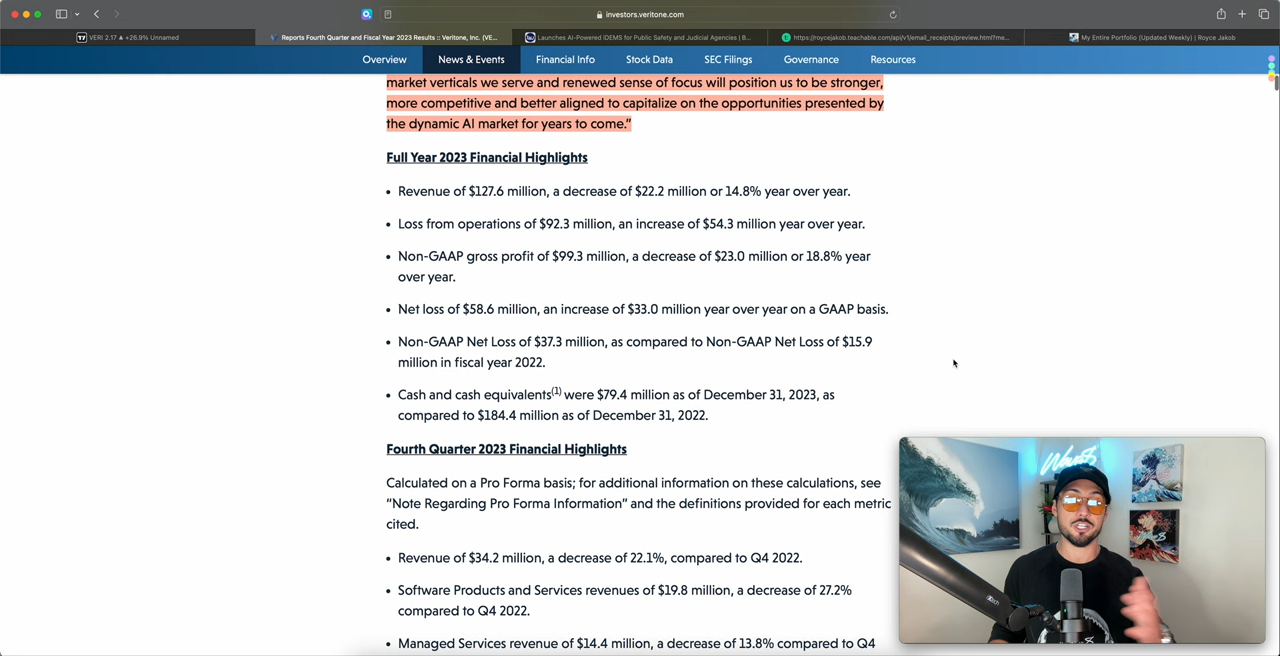 investors.veritone.com
VERI 2.17 ▲ +26.9% Unnamed
Reports Fourth Quarter and Fiscal Year 2023 Results :: Veritone, Inc. (VE...
Launches AI-Powered iDEMS for Public Safety and Judicial Agencies | B...
https://roycejakob.teachable.com/api/v1/email_receipts/preview.html?me...
My Entire Portfolio (Updated Weekly) | Royce Jakob
Overview
News & Events
Financial Info
Stock Data
SEC Filings
Governance
Resources
market verticals we serve and renewed sense of focus will position us to be stronger,
more competitive and better aligned to capitalize on the opportunities presented by
the dynamic AI market for years to come.”
Full Year 2023 Financial Highlights
• Revenue of $127.6 million, a decrease of $22.2 million or 14.8% year over year.
• Loss from operations of $92.3 million, an increase of $54.3 million year over year.
• Non-GAAP gross profit of $99.3 million, a decrease of $23.0 million or 18.8% year
over year.
• Net loss of $58.6 million, an increase of $33.0 million year over year on a GAAP basis.
• Non-GAAP Net Loss of $37.3 million, as compared to Non-GAAP Net Loss of $15.9
million in fiscal year 2022.
• Cash and cash equivalents(1) were $79.4 million as of December 31, 2023, as
compared to $184.4 million as of December 31, 2022.
Fourth Quarter 2023 Financial Highlights
Calculated on a Pro Forma basis; for additional information on these calculations, see
“Note Regarding Pro Forma Information” and the definitions provided for each metric
cited.
• Revenue of $34.2 million, a decrease of 22.1%, compared to Q4 2022.
• Software Products and Services revenues of $19.8 million, a decrease of 27.2%
compared to Q4 2022.
• Managed Services revenue of $14.4 million, a decrease of 13.8% compared to Q4